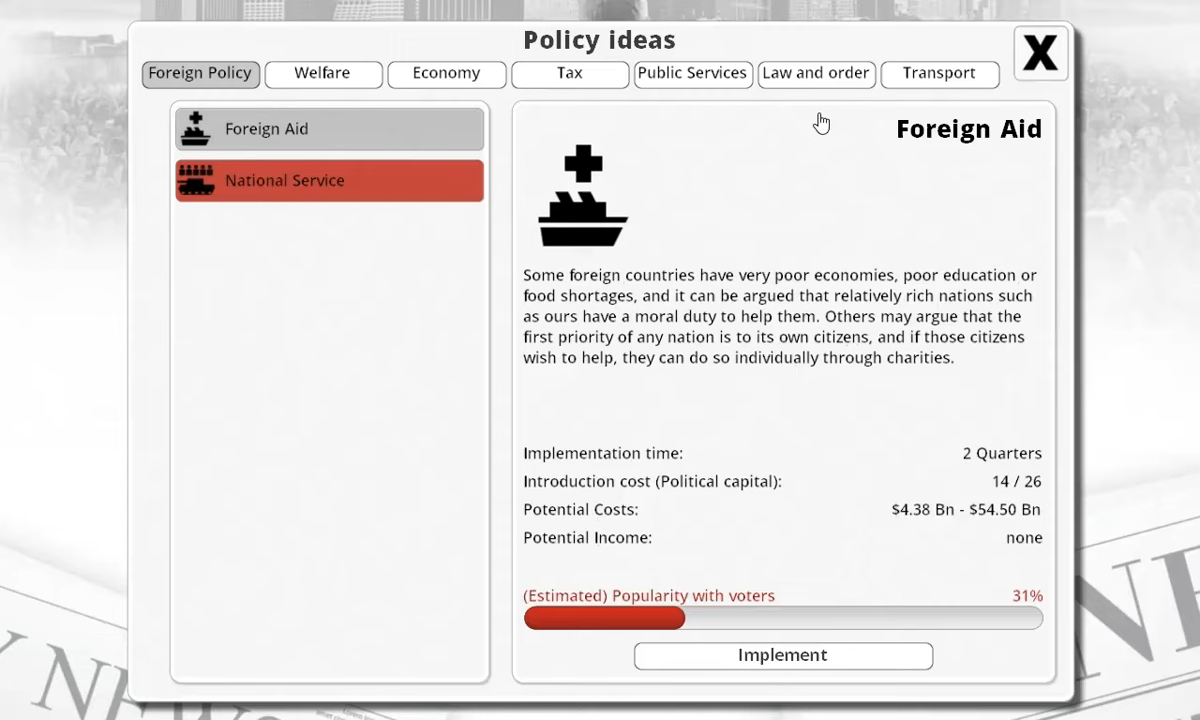 Policy ideas
X
Foreign Policy
Welfare
Economy
Tax
Public Services
Law and order
Transport
Foreign Aid
National Service
Foreign Aid
Some foreign countries have very poor economies, poor education or
food shortages, and it can be argued that relatively rich nations such
as ours have a moral duty to help them. Others may argue that the
first priority of any nation is to its own citizens, and if those citizens
wish to help, they can do so individually through charities.
Implementation time: 2 Quarters
Introduction cost (Political capital): 14 / 26
Potential Costs: $4.38 Bn - $54.50 Bn
Potential Income: none
(Estimated) Popularity with voters 31%
Implement